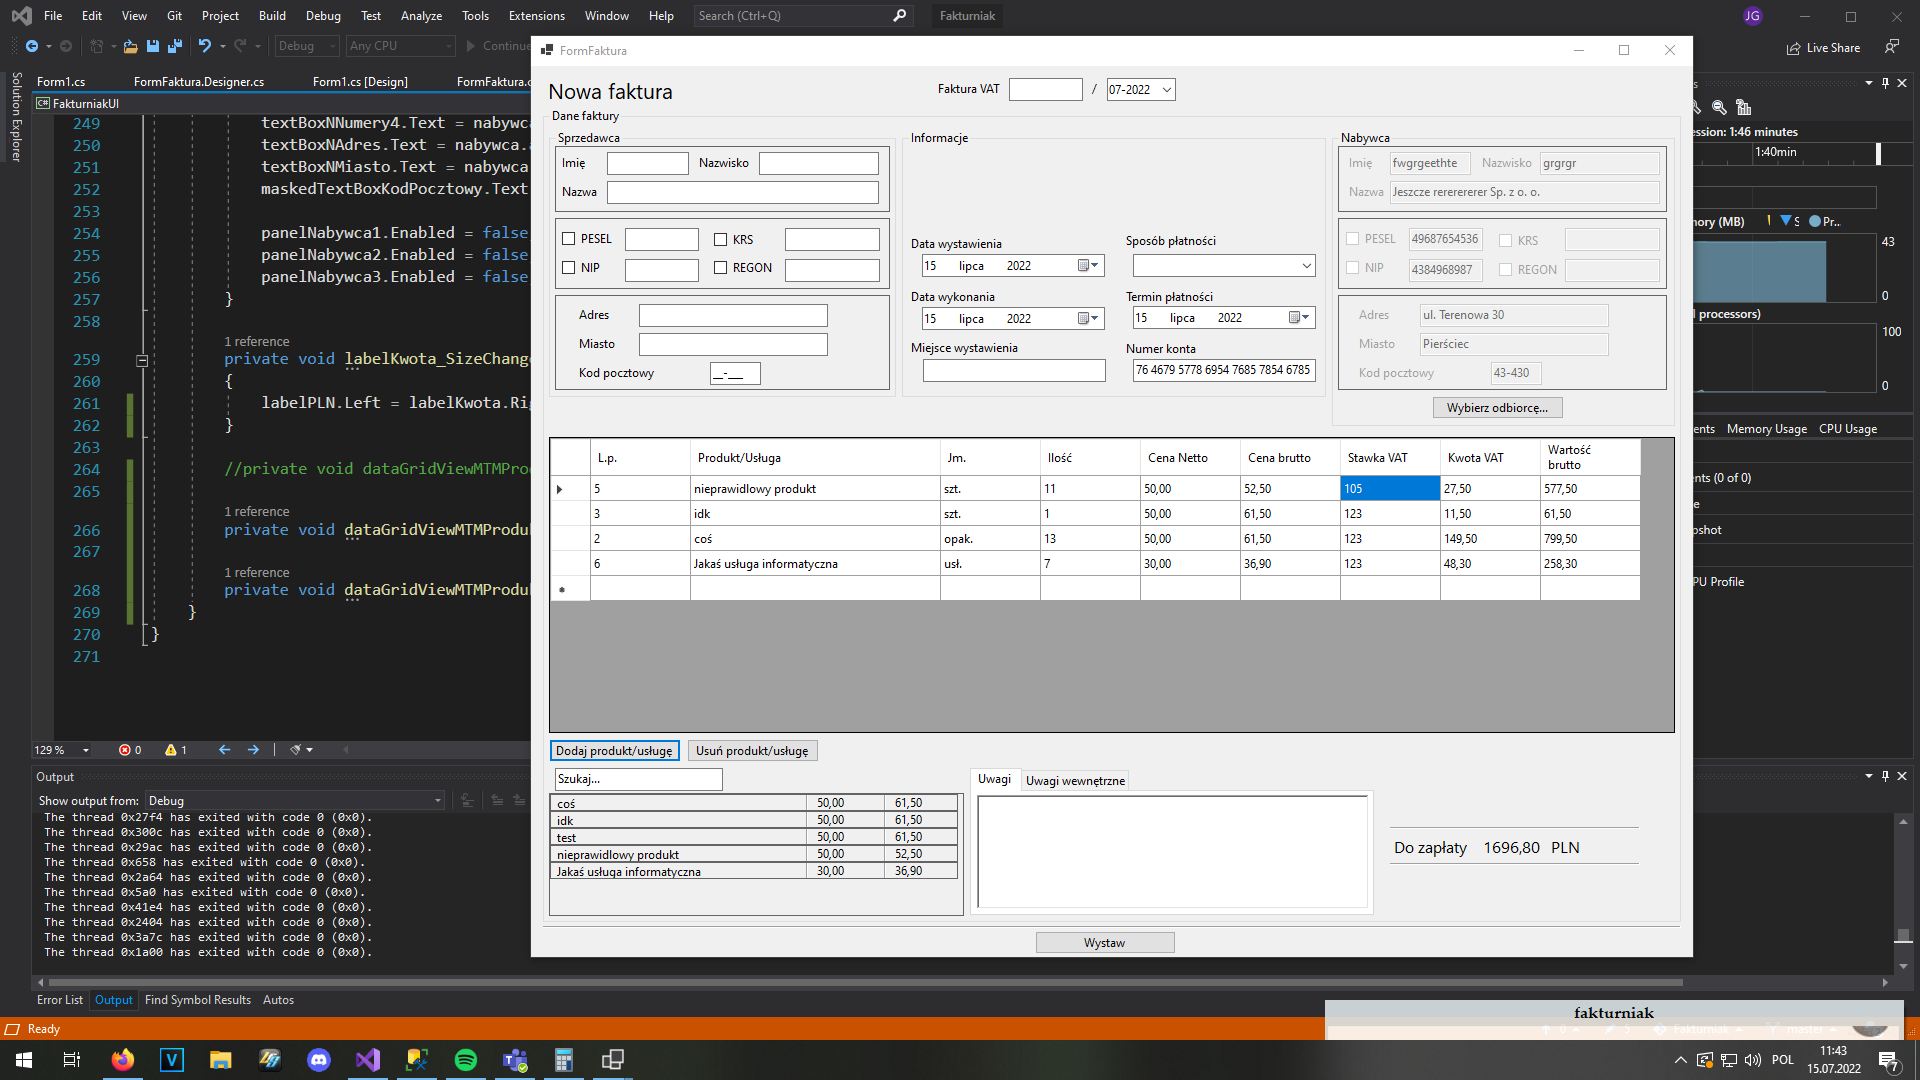 File Edit View Git Project Build Debug Test Analyze Tools Extensions Window Help Search (Ctrl+Q) Fakturniak JG
Debug Any CPU Continue Live Share
Form1.cs FormFaktura.Designer.cs Form1.cs [Design] FormFaktura.c
Solution Explorer
FakturniakUI
249 textBoxNNumery4.Text = nabywca
250 textBoxNAdres.Text = nabywca.a
251 textBoxNMiasto.Text = nabywca.
252 maskedTextBoxKodPocztowy.Text
253
254 panelNabywca1.Enabled = false
255 panelNabywca2.Enabled = false
256 panelNabywca3.Enabled = false
257 }
258
1 reference
259 private void labelKwota_SizeChange
260 {
261 labelPLN.Left = labelKwota.Rig
262 }
263
264 //private void dataGridViewMTMProd
265
1 reference
266 private void dataGridViewMTMProdu
267
1 reference
268 private void dataGridViewMTMProdu
269 }
270 }
271
129 % 0 1
Output
Show output from: Debug
The thread 0x27f4 has exited with code 0 (0x0).
The thread 0x300c has exited with code 0 (0x0).
The thread 0x29ac has exited with code 0 (0x0).
The thread 0x658 has exited with code 0 (0x0).
The thread 0x2a64 has exited with code 0 (0x0).
The thread 0x5a0 has exited with code 0 (0x0).
The thread 0x41e4 has exited with code 0 (0x0).
The thread 0x2404 has exited with code 0 (0x0).
The thread 0x3a7c has exited with code 0 (0x0).
The thread 0x1a00 has exited with code 0 (0x0).
Error List Output Find Symbol Results Autos
Ready
FormFaktura
Nowa faktura Faktura VAT / 07-2022
Dane faktury
Sprzedawca
Imię Nazwisko
Nazwa
PESEL KRS
NIP REGON
Adres
Miasto
Kod pocztowy __-___
Informacje
Data wystawienia Sposób płatności
15 lipca 2022
Data wykonania Termin płatności
15 lipca 2022 15 lipca 2022
Miejsce wystawienia Numer konta
76 4679 5778 6954 7685 7854 6785
Nabywca
Imię fwgrgeethte Nazwisko grgrgr
Nazwa Jeszcze rerererer Sp. z o. o.
PESEL 49687654536 KRS
NIP 4384968987 REGON
Adres ul. Terenowa 30
Miasto Pierściec
Kod pocztowy 43-430
Wybierz odbiorcę...
L.p. Produkt/Usługa Jm. Ilość Cena Netto Cena brutto Stawka VAT Kwota VAT Wartość brutto
5 nieprawidlowy produkt szt. 11 50,00 52,50 105 27,50 577,50
3 idk szt. 1 50,00 61,50 123 11,50 61,50
2 coś opak. 13 50,00 61,50 123 149,50 799,50
6 Jakaś usługa informatyczna usł. 7 30,00 36,90 123 48,30 258,30
Dodaj produkt/usługę Usuń produkt/usługę
Szukaj...
coś 50,00 61,50
idk 50,00 61,50
test 50,00 61,50
nieprawidlowy produkt 50,00 52,50
Jakaś usługa informatyczna 30,00 36,90
Uwagi Uwagi wewnętrzne
Do zapłaty 1696,80 PLN
Wystaw
ession: 1:46 minutes
1:40min
ory (MB) S Pr...
43
0
l processors)
100
0
ents Memory Usage CPU Usage
nts (0 of 0)
e
pshot
PU Profile
fakturniak
0 5 Fakturniak master
POL 11:43
15.07.2022
7